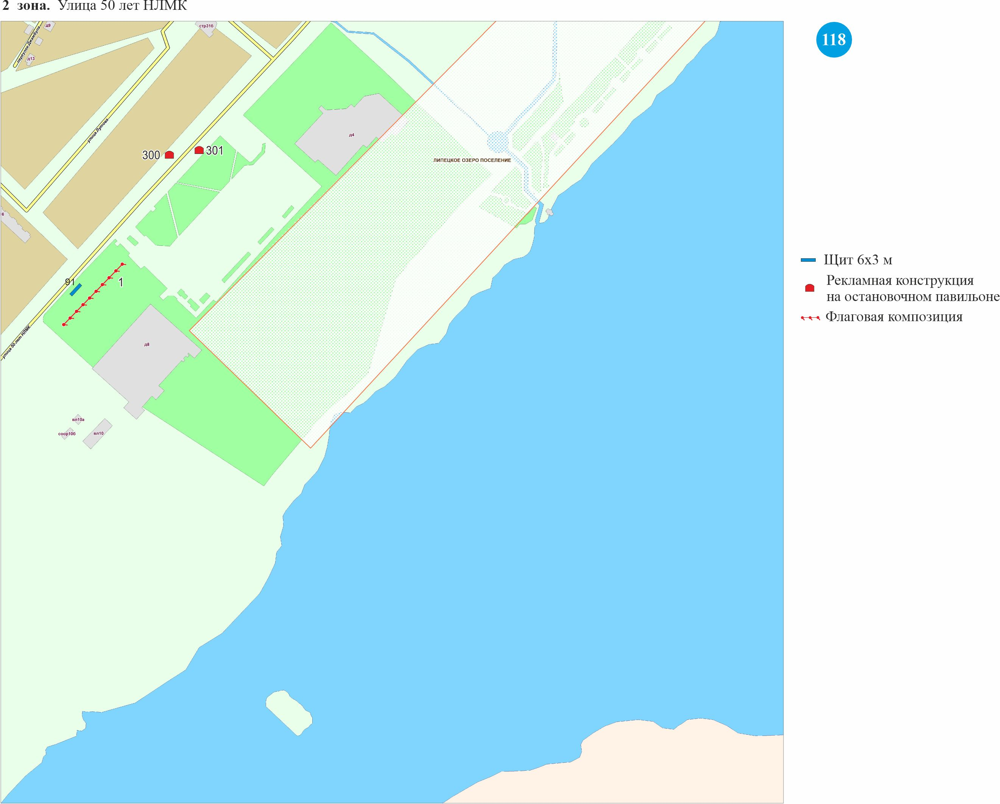 2 зона. Улица 50 лет НЛМК
118
д9
стр31б
переулок Джамбула
д13
улица Лутова
д4
300
301
ЛИПЕЦКОЕ ОЗЕРО ПОСЕЛЕНИЕ
6
91
1
Щит 6х3 м
Рекламная конструкция
на остановочном павильоне
Флаговая композиция
улица 50 лет НЛМК
д8
вл10а
соор10б
вл10